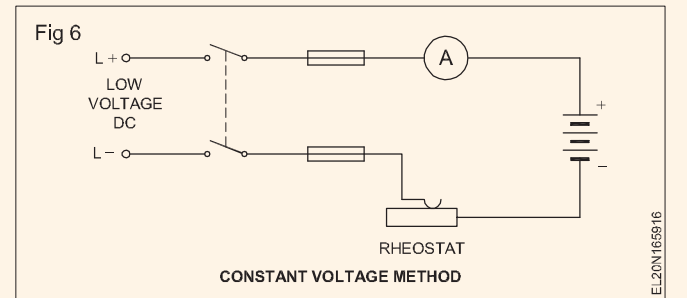 Fig 6
L+
LOW
VOLTAGE
DC
L−
A
+
−
RHEOSTAT
CONSTANT VOLTAGE METHOD
EL20N165916